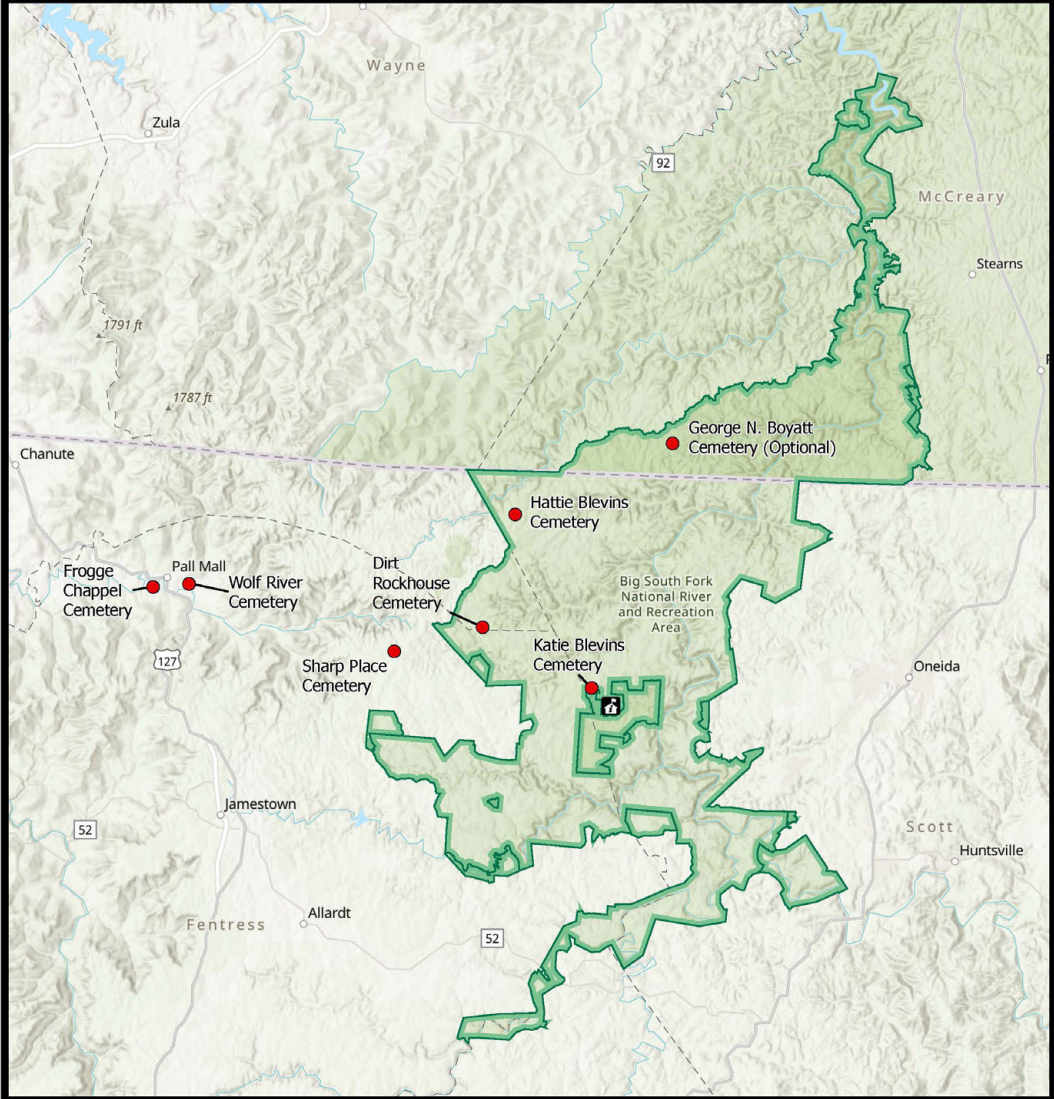 Wayne
Zula
92
McCreary
Stearns
1791 ft
1787 ft
George N. Boyatt
Cemetery (Optional)
Chanute
Hattie Blevins
Cemetery
Frogge
Chappel
Cemetery
Pall Mall
Wolf River
Cemetery
Dirt
Rockhouse
Cemetery
Big South Fork
National River
and Recreation
Area
Katie Blevins
Cemetery
Sharp Place
Cemetery
127
Oneida
i
Jamestown
52
Scott
Huntsville
Allardt
Fentress
52